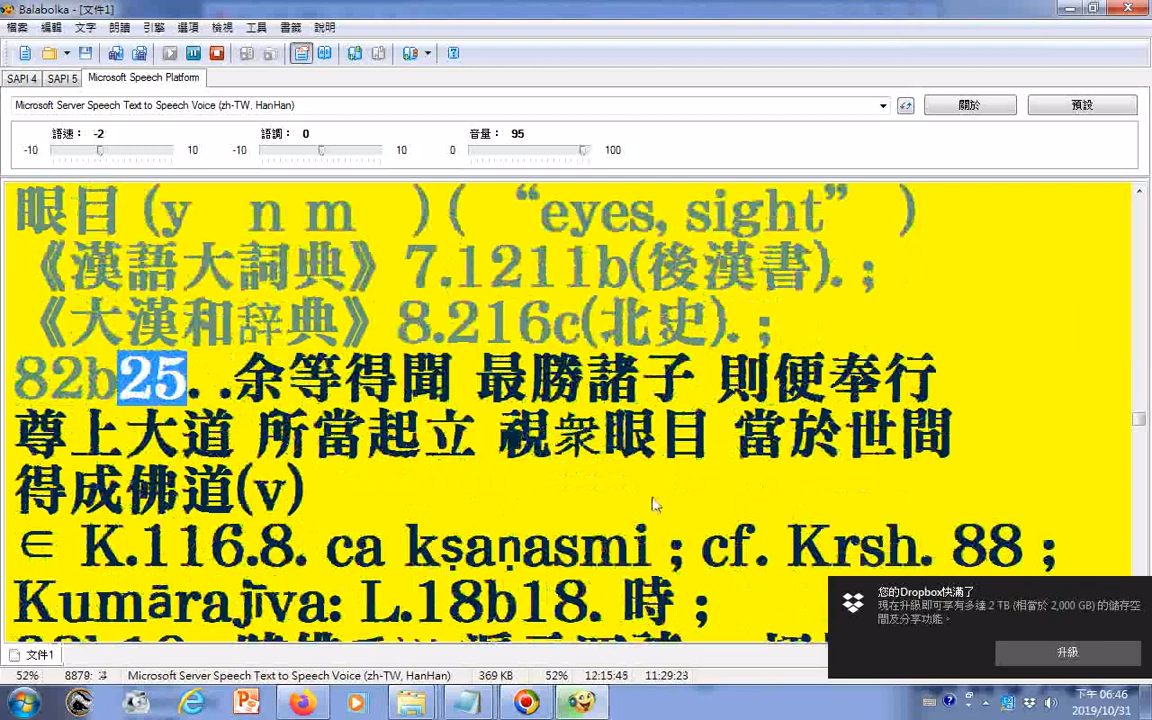 Balabolka - [文件1]
檔案 編輯 文字 朗讀 引擎 選項 檢視 工具 書籤 說明
SAPI 4 SAPI 5 Microsoft Speech Platform
Microsoft Server Speech Text to Speech Voice (zh-TW, HanHan)
關於 預設
語速： -2 語調： 0 音量： 95
-10 10 -10 10 0 100
眼目 (y n m ) ( “eyes, sight” )
《漢語大詞典》 7.1211b(後漢書). ;
《大漢和辞典》 8.216c(北史). ;
82b25. .余等得聞 最勝諸子 則便奉行
尊上大道 所當起立 視衆眼目 當於世間
得成佛道(v)
∈ K.116.8. ca kṣaṇasmi ; cf. Krsh. 88 ;
Kumārajīva: L.18b18. 時 ;
您的Dropbox快滿了
現在升級即可享有多達 2 TB (相當於 2,000 GB) 的儲存空
間及分享功能。
升級
文件1
52% 8879: Microsoft Server Speech Text to Speech Voice (zh-TW, HanHan) 369 KB 52% 12:15:45 11:29:23
下午 06:46
2019/10/31